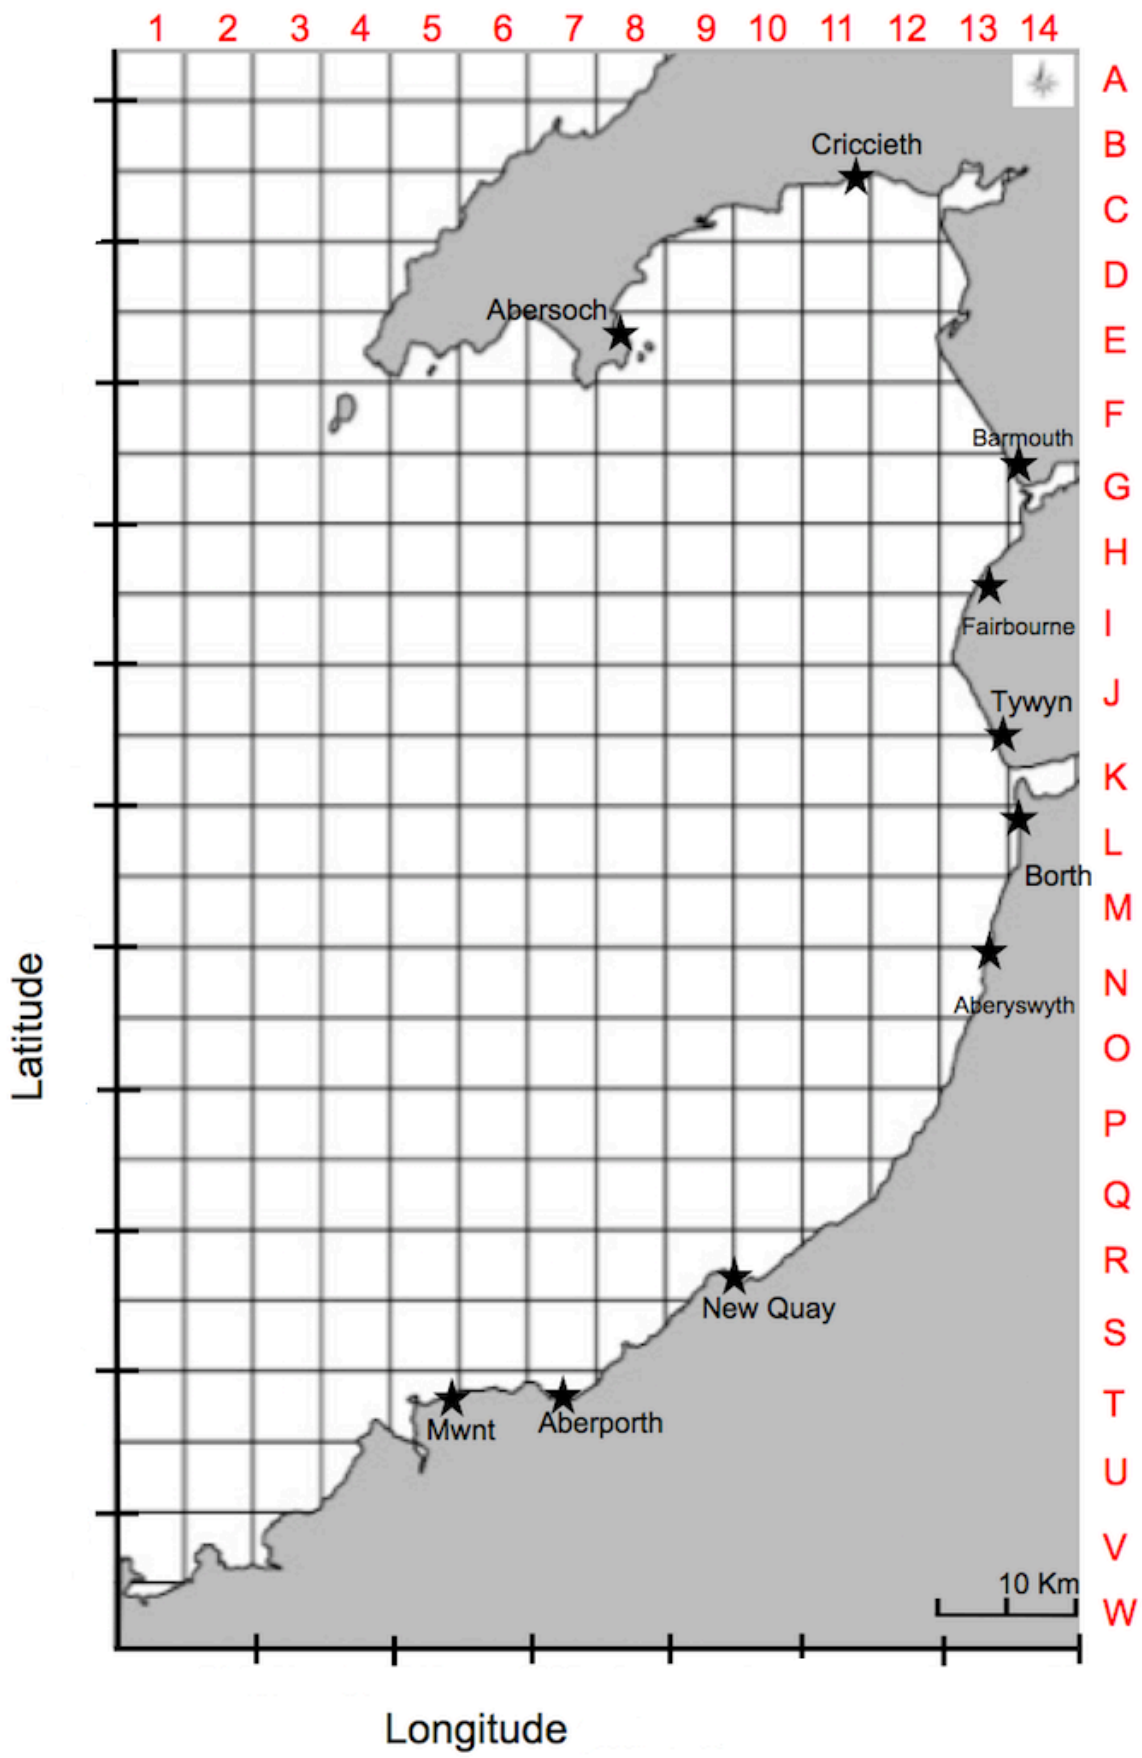 1 2 3 4 5 6 7 8 9 10 11 12 13 14
A
Criccieth
B
C
D
Abersoch
E
F
Barmouth
G
H
Fairbourne
I
Tywyn
J
K
L
Borth
M
N
Aberyswyth
O
P
Q
R
New Quay
S
T
Mwnt
Aberporth
U
V
10 Km
W
Latitude
Longitude